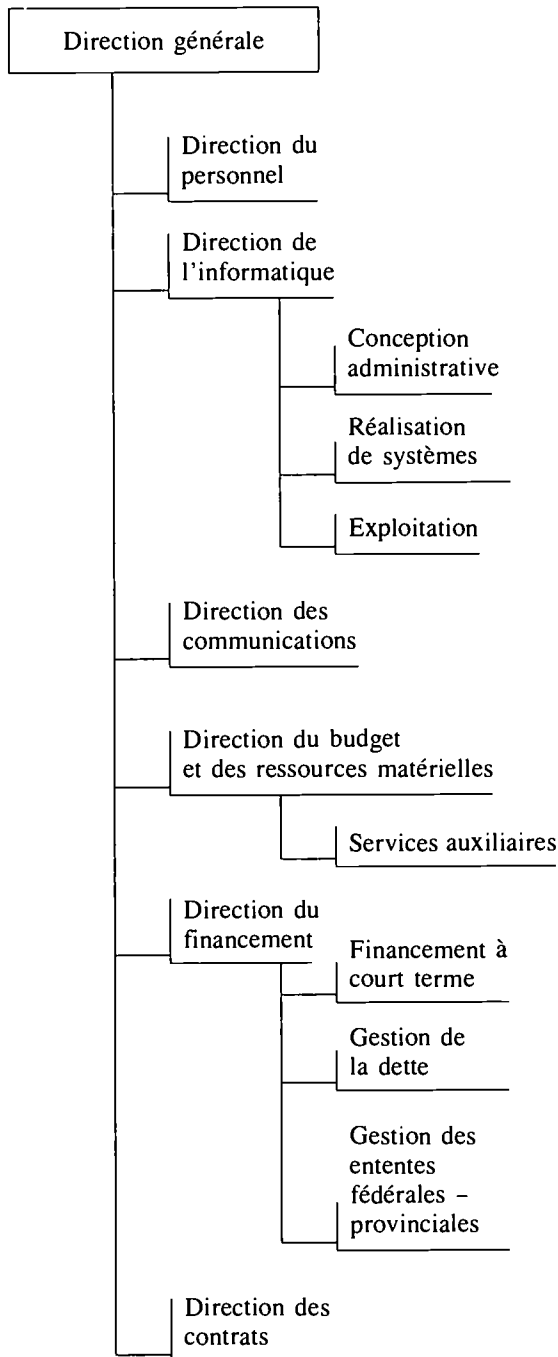 Direction générale
Direction du
personnel
Direction de
l'informatique
Conception
administrative
Réalisation
de systèmes
Exploitation
Direction des
communications
Direction du budget
et des ressources matérielles
Services auxiliaires
Direction du
financement
Financement à
court terme
Gestion de
la dette
Gestion des
ententes
fédérales –
provinciales
Direction des
contrats